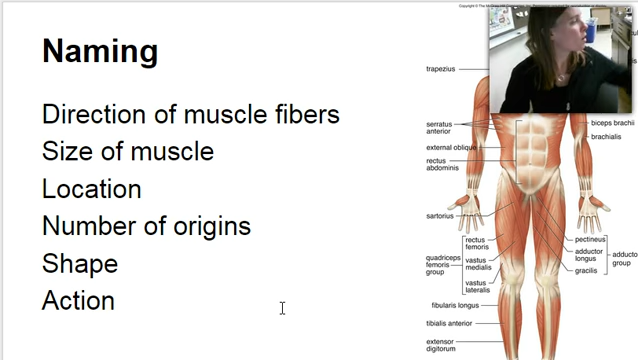 Naming
Direction of muscle fibers
Size of muscle
Location
Number of origins
Shape
Action
trapezius
serratus
anterior
external oblique
rectus
abdominis
sartorius
rectus
femoris
quadriceps
femoris
group
vastus
medialis
vastus
lateralis
fibularis longus
tibialis anterior
extensor
digitorum
biceps brachii
brachialis
pectineus
adductor
longus
gracilis
adducto
group